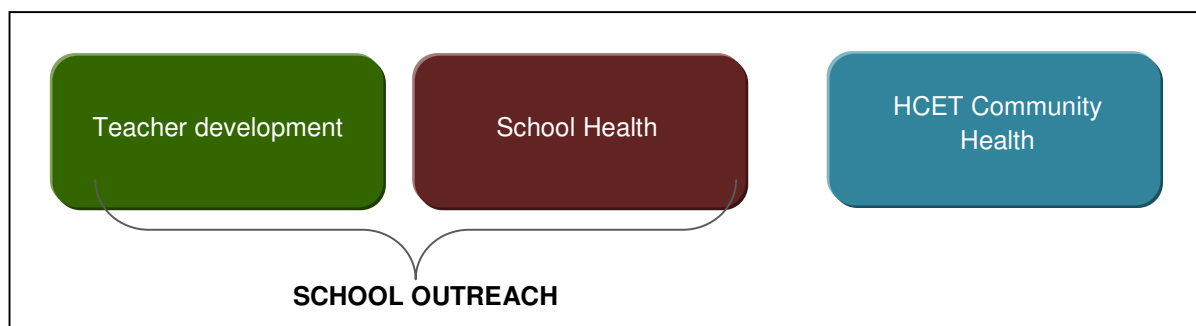 Teacher development
School Health
HCET Community
Health
SCHOOL OUTREACH